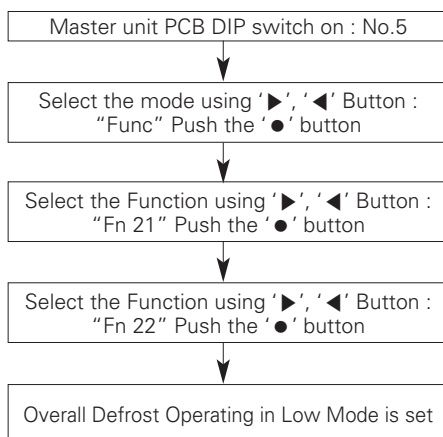 Master unit PCB DIP switch on : No.5
Select the mode using ‘▶’, ‘◀’ Button :
“Func” Push the ‘●’ button
Select the Function using ‘▶’, ‘◀’ Button :
“Fn 21” Push the ‘●’ button
Select the Function using ‘▶’, ‘◀’ Button :
“Fn 22” Push the ‘●’ button
Overall Defrost Operating in Low Mode is set